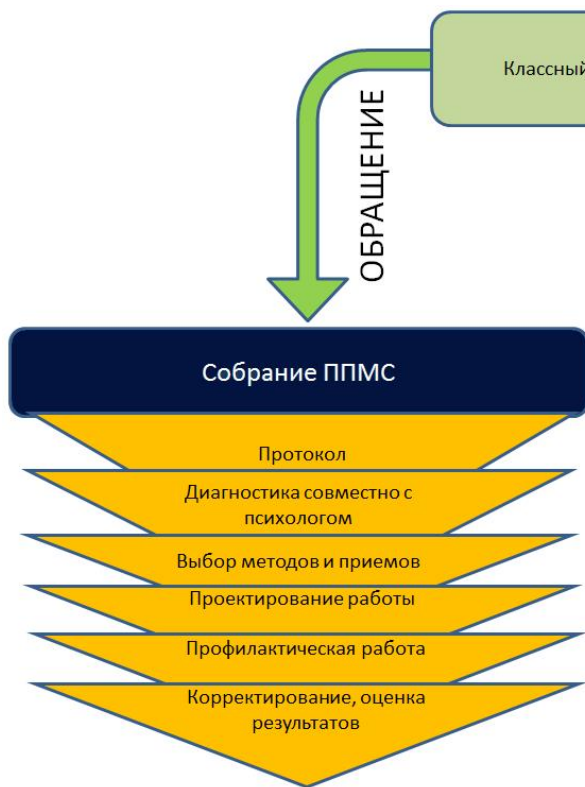 Классный
ОБРАЩЕНИЕ
Собрание ППМС
Протокол
Диагностика совместно с
психологом
Выбор методов и приемов
Проектирование работы
Профилактическая работа
Корректирование, оценка
результатов